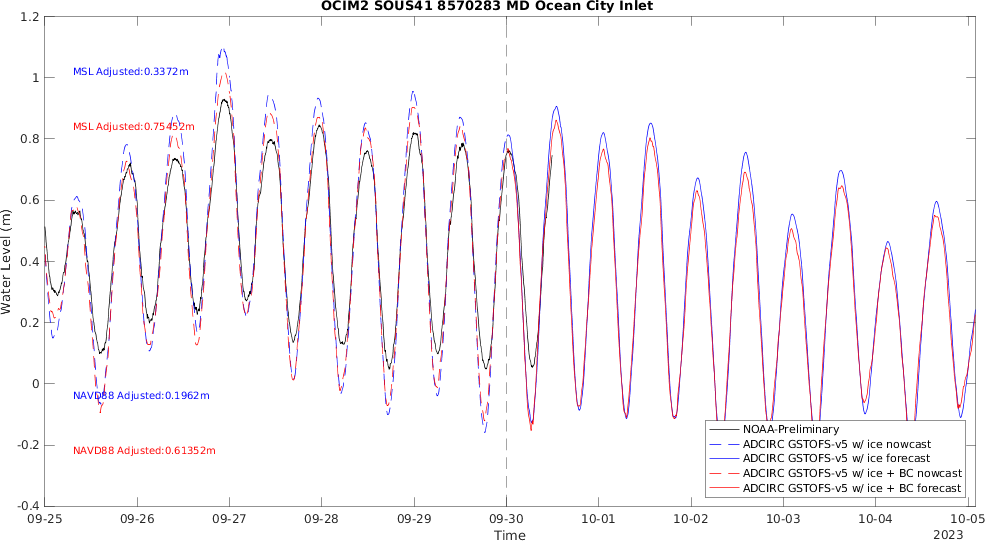 OCIM2 SOUS41 8570283 MD Ocean City Inlet
1.2
1
0.8
0.6
0.4
0.2
0
-0.2
-0.4
Water Level (m)
MSL Adjusted:0.3372m
MSL Adjusted:0.75452m
NAVD88 Adjusted:0.1962m
NAVD88 Adjusted:0.61352m
NOAA-Preliminary
ADCIRC GSTOFS-v5 w/ ice nowcast
ADCIRC GSTOFS-v5 w/ ice forecast
ADCIRC GSTOFS-v5 w/ ice + BC nowcast
ADCIRC GSTOFS-v5 w/ ice + BC forecast
09-25 09-26 09-27 09-28 09-29 09-30 10-01 10-02 10-03 10-04 10-05
Time
2023